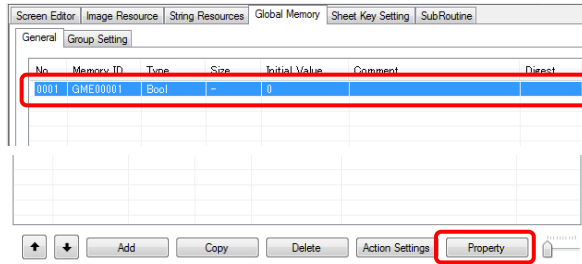 Screen Editor Image Resource String Resources Global Memory Sheet Key Setting SubRoutine
General Group Setting
No. Memory ID Type Size Initial Value Comment Digest
0001 GME00001 Bool - 0
Add Copy Delete Action Settings Property